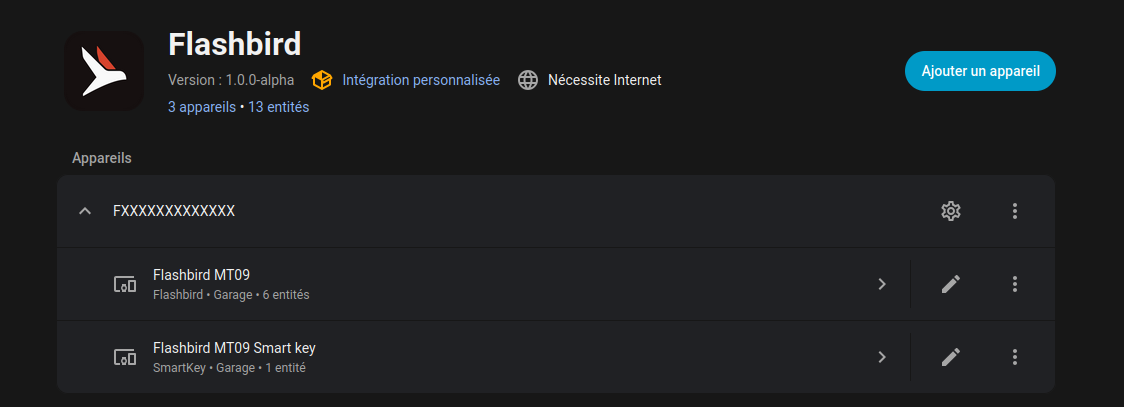 Flashbird
Version : 1.0.0-alpha Intégration personnalisée Nécessite Internet
3 appareils • 13 entités
Ajouter un appareil
Appareils
FXXXXXXXXXXXXX
Flashbird MT09
Flashbird • Garage • 6 entités
Flashbird MT09 Smart key
SmartKey • Garage • 1 entité